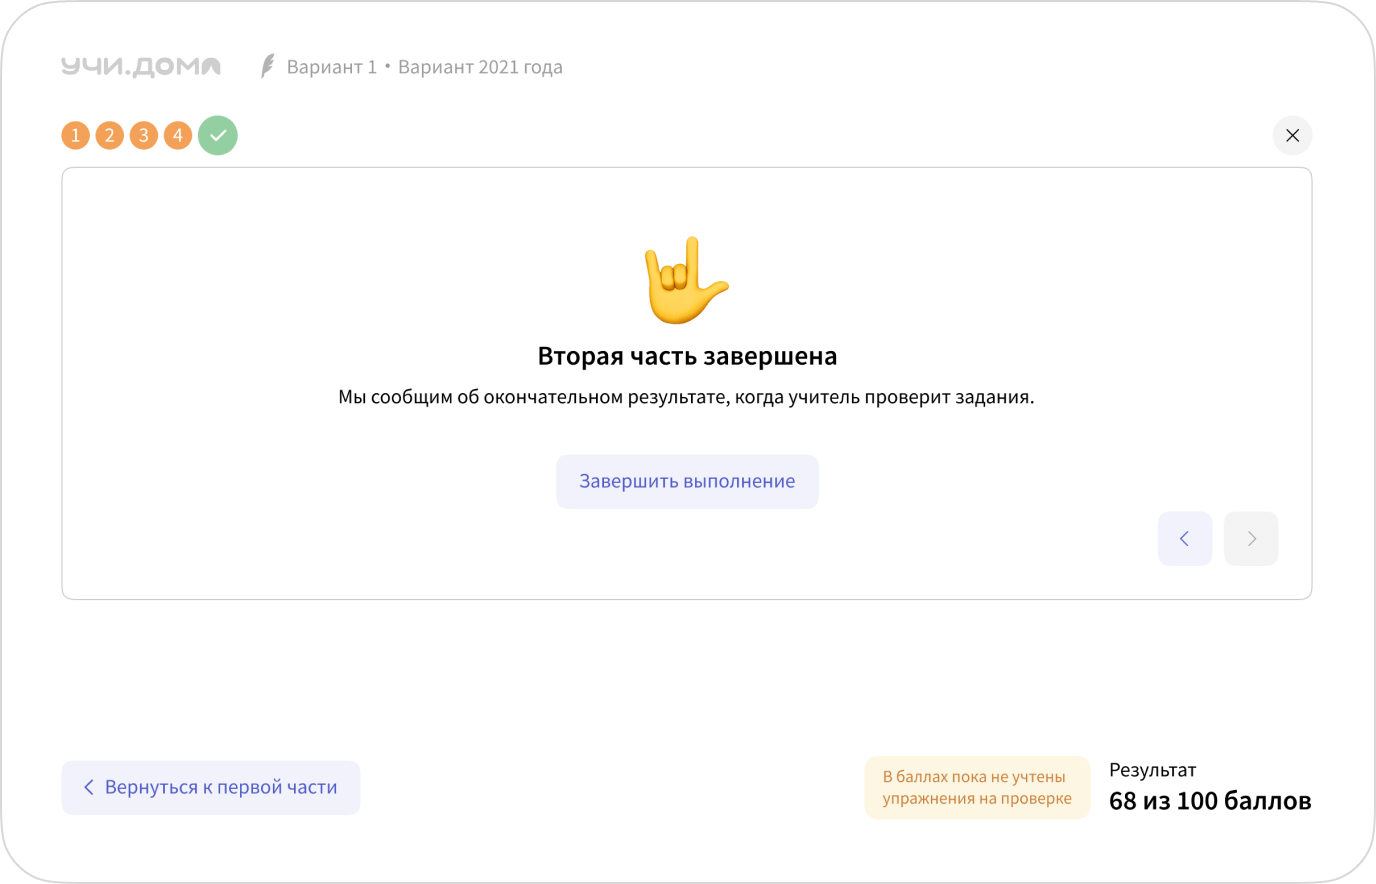 УЧИ.ДОМА
Вариант 1 • Вариант 2021 года
1 2 3 4
Вторая часть завершена
Мы сообщим об окончательном результате, когда учитель проверит задания.
Завершить выполнение
Вернуться к первой части
В баллах пока не учтены
упражнения на проверке
Результат
68 из 100 баллов